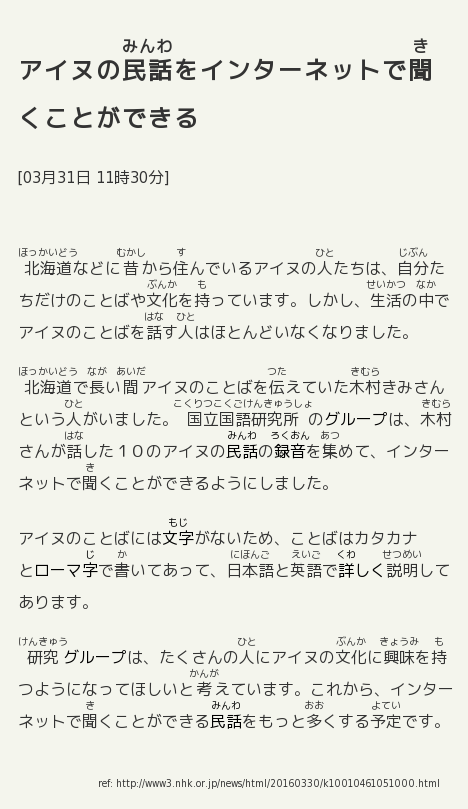 アイヌの民話をインターネットで聞
くことができる
[03月31日 11時30分]
北海道などに昔から住んでいるアイヌの人たちは、自分た
ちだけのことばや文化を持っています。しかし、生活の中で
アイヌのことばを話す人はほとんどいなくなりました。
北海道で長い間アイヌのことばを伝えていた木村きみさん
という人がいました。国立国語研究所のグループは、木村
さんが話した１０のアイヌの民話の録音を集めて、インター
ネットで聞くことができるようにしました。
アイヌのことばには文字がないため、ことばはカタカナ
とローマ字で書いてあって、日本語と英語で詳しく説明して
あります。
研究グループは、たくさんの人にアイヌの文化に興味を持
つようになってほしいと考えています。これから、インター
ネットで聞くことができる民話をもっと多くする予定です。
ref: http://www3.nhk.or.jp/news/html/20160330/k10010461051000.html